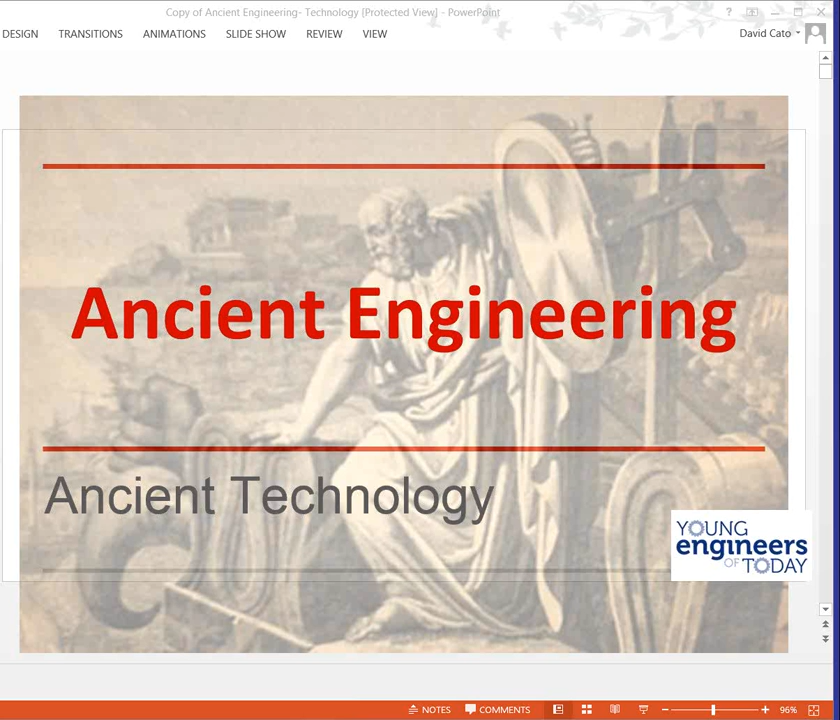 Copy of Ancient Engineering- Technology [Protected View] - PowerPoint
DESIGN TRANSITIONS ANIMATIONS SLIDE SHOW REVIEW VIEW David Cato
Ancient Engineering
Ancient Technology
YOUNG
engineers
OF TODAY
NOTES COMMENTS 96%